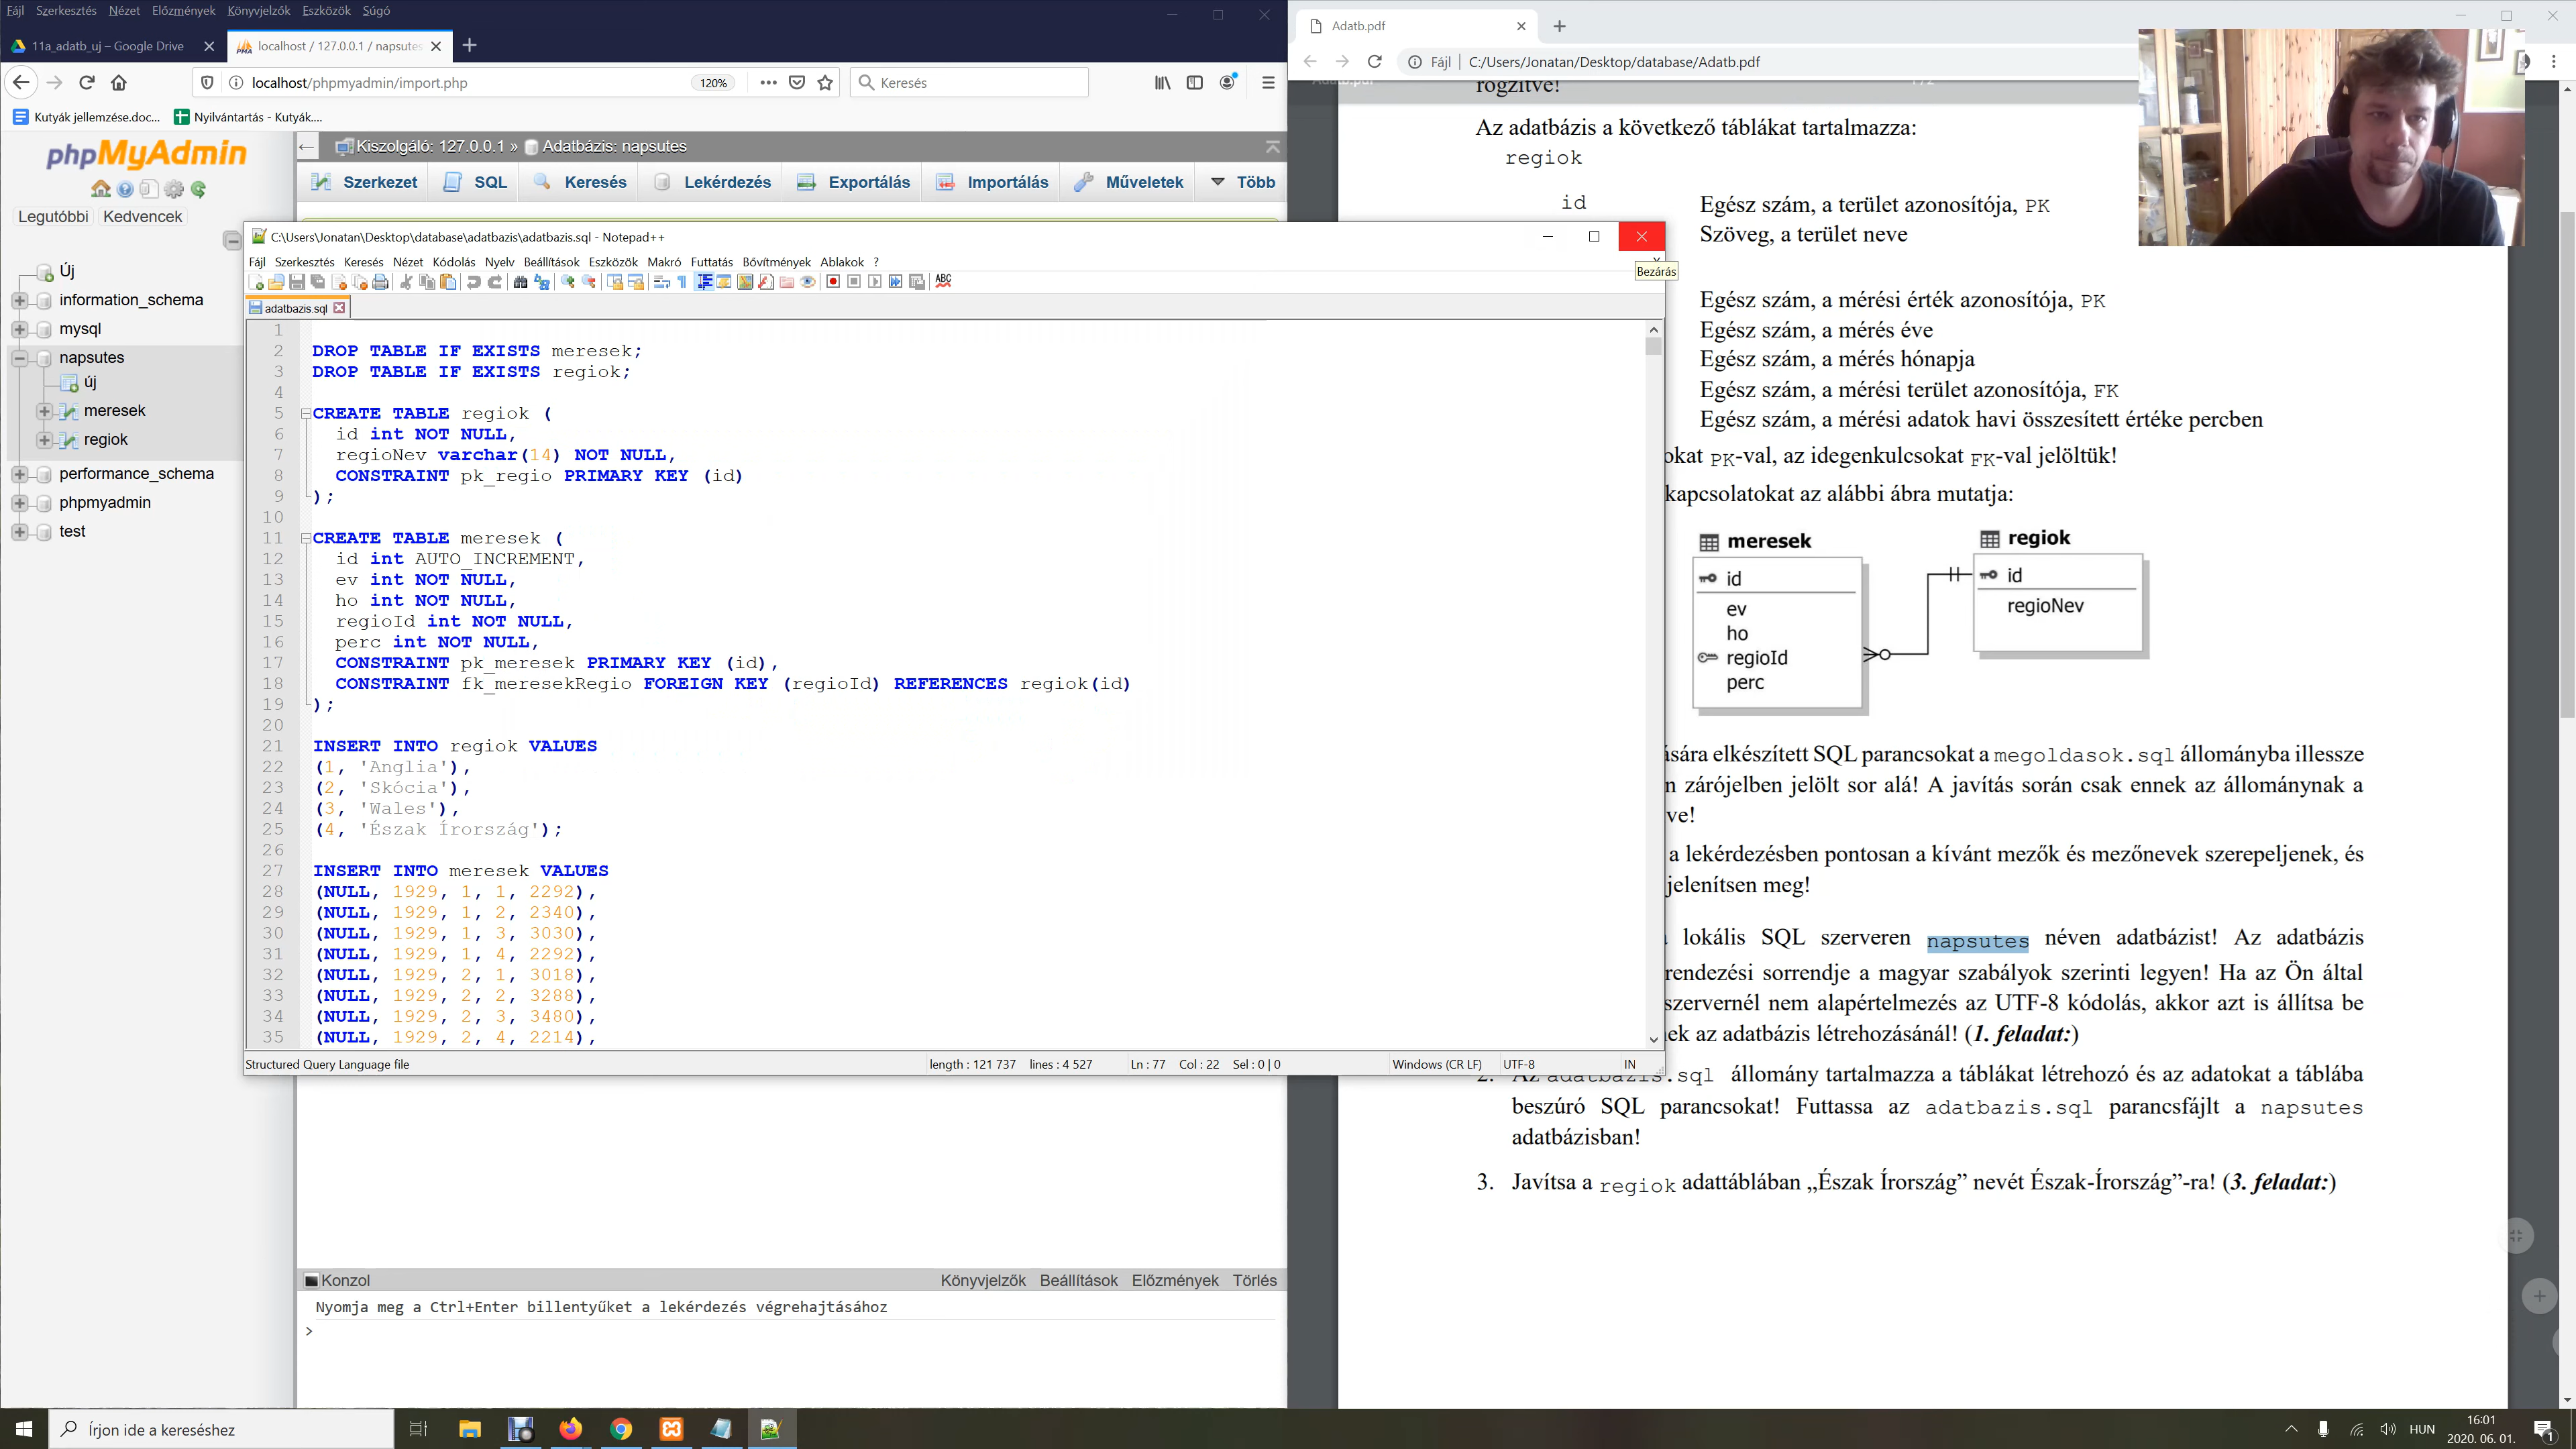 Fájl Szerkesztés Nézet Előzmények Könyvjelzők Eszközök Súgó
11a_adatb_uj – Google Drive
localhost / 127.0.0.1 / napsutes
localhost/phpmyadmin/import.php
120%
Keresés
Kutyák jellemzése.doc...
Nyilvántartás - Kutyák....
phpMyAdmin
Legutóbbi Kedvencek
Új
information_schema
mysql
napsutes
új
meresek
regiok
performance_schema
phpmyadmin
test
Kiszolgáló: 127.0.0.1 » Adatbázis: napsutes
Szerkezet SQL Keresés Lekérdezés Exportálás Importálás Műveletek Több
C:\Users\Jonatan\Desktop\database\adatbazis\adatbazis.sql - Notepad++
Fájl Szerkesztés Keresés Nézet Kódolás Nyelv Beállítások Eszközök Makró Futtatás Bővítmények Ablakok ?
Bezárás
adatbazis.sql
1
2 DROP TABLE IF EXISTS meresek;
3 DROP TABLE IF EXISTS regiok;
4
5 CREATE TABLE regiok (
6 id int NOT NULL,
7 regioNev varchar(14) NOT NULL,
8 CONSTRAINT pk_regio PRIMARY KEY (id)
9 );
10
11 CREATE TABLE meresek (
12 id int AUTO_INCREMENT,
13 ev int NOT NULL,
14 ho int NOT NULL,
15 regioId int NOT NULL,
16 perc int NOT NULL,
17 CONSTRAINT pk_meresek PRIMARY KEY (id),
18 CONSTRAINT fk_meresekRegio FOREIGN KEY (regioId) REFERENCES regiok(id)
19 );
20
21 INSERT INTO regiok VALUES
22 (1, 'Anglia'),
23 (2, 'Skócia'),
24 (3, 'Wales'),
25 (4, 'Észak Írország');
26
27 INSERT INTO meresek VALUES
28 (NULL, 1929, 1, 1, 2292),
29 (NULL, 1929, 1, 2, 2340),
30 (NULL, 1929, 1, 3, 3030),
31 (NULL, 1929, 1, 4, 2292),
32 (NULL, 1929, 2, 1, 3018),
33 (NULL, 1929, 2, 2, 3288),
34 (NULL, 1929, 2, 3, 3480),
35 (NULL, 1929, 2, 4, 2214),
Structured Query Language file
length : 121 737 lines : 4 527
Ln : 77 Col : 22 Sel : 0 | 0
Windows (CR LF)
UTF-8
IN
Konzol
Könyvjelzők Beállítások Előzmények Törlés
Nyomja meg a Ctrl+Enter billentyűket a lekérdezés végrehajtásához
>
Adatb.pdf
Fájl | C:/Users/Jonatan/Desktop/database/Adatb.pdf
rögzítve!
Az adatbázis a következő táblákat tartalmazza:
regiok
id Egész szám, a terület azonosítója, PK
Szöveg, a terület neve
Egész szám, a mérési érték azonosítója, PK
Egész szám, a mérés éve
Egész szám, a mérés hónapja
Egész szám, a mérési terület azonosítója, FK
Egész szám, a mérési adatok havi összesített értéke percben
okat PK-val, az idegenkulcsokat FK-val jelöltük!
kapcsolatokat az alábbi ábra mutatja:
meresek
id
ev
ho
regioId
perc
regiok
id
regioNev
ására elkészített SQL parancsokat a megoldasok.sql állományba illessze
n zárójelben jelölt sor alá! A javítás során csak ennek az állománynak a
ve!
a lekérdezésben pontosan a kívánt mezők és mezőnevek szerepeljenek, és
jelenítsen meg!
lokális SQL szerveren napsutes néven adatbázist! Az adatbázis
rendezési sorrendje a magyar szabályok szerinti legyen! Ha az Ön által
szervernél nem alapértelmezés az UTF-8 kódolás, akkor azt is állítsa be
ek az adatbázis létrehozásánál! (1. feladat:)
2. Az adatbazis.sql állomány tartalmazza a táblákat létrehozó és az adatokat a táblába
beszúró SQL parancsokat! Futtassa az adatbazis.sql parancsfájlt a napsutes
adatbázisban!
3. Javítsa a regiok adattáblában „Észak Írország” nevét Észak-Írország”-ra! (3. feladat:)
Írjon ide a kereséshez
HUN
16:01
2020. 06. 01.
1